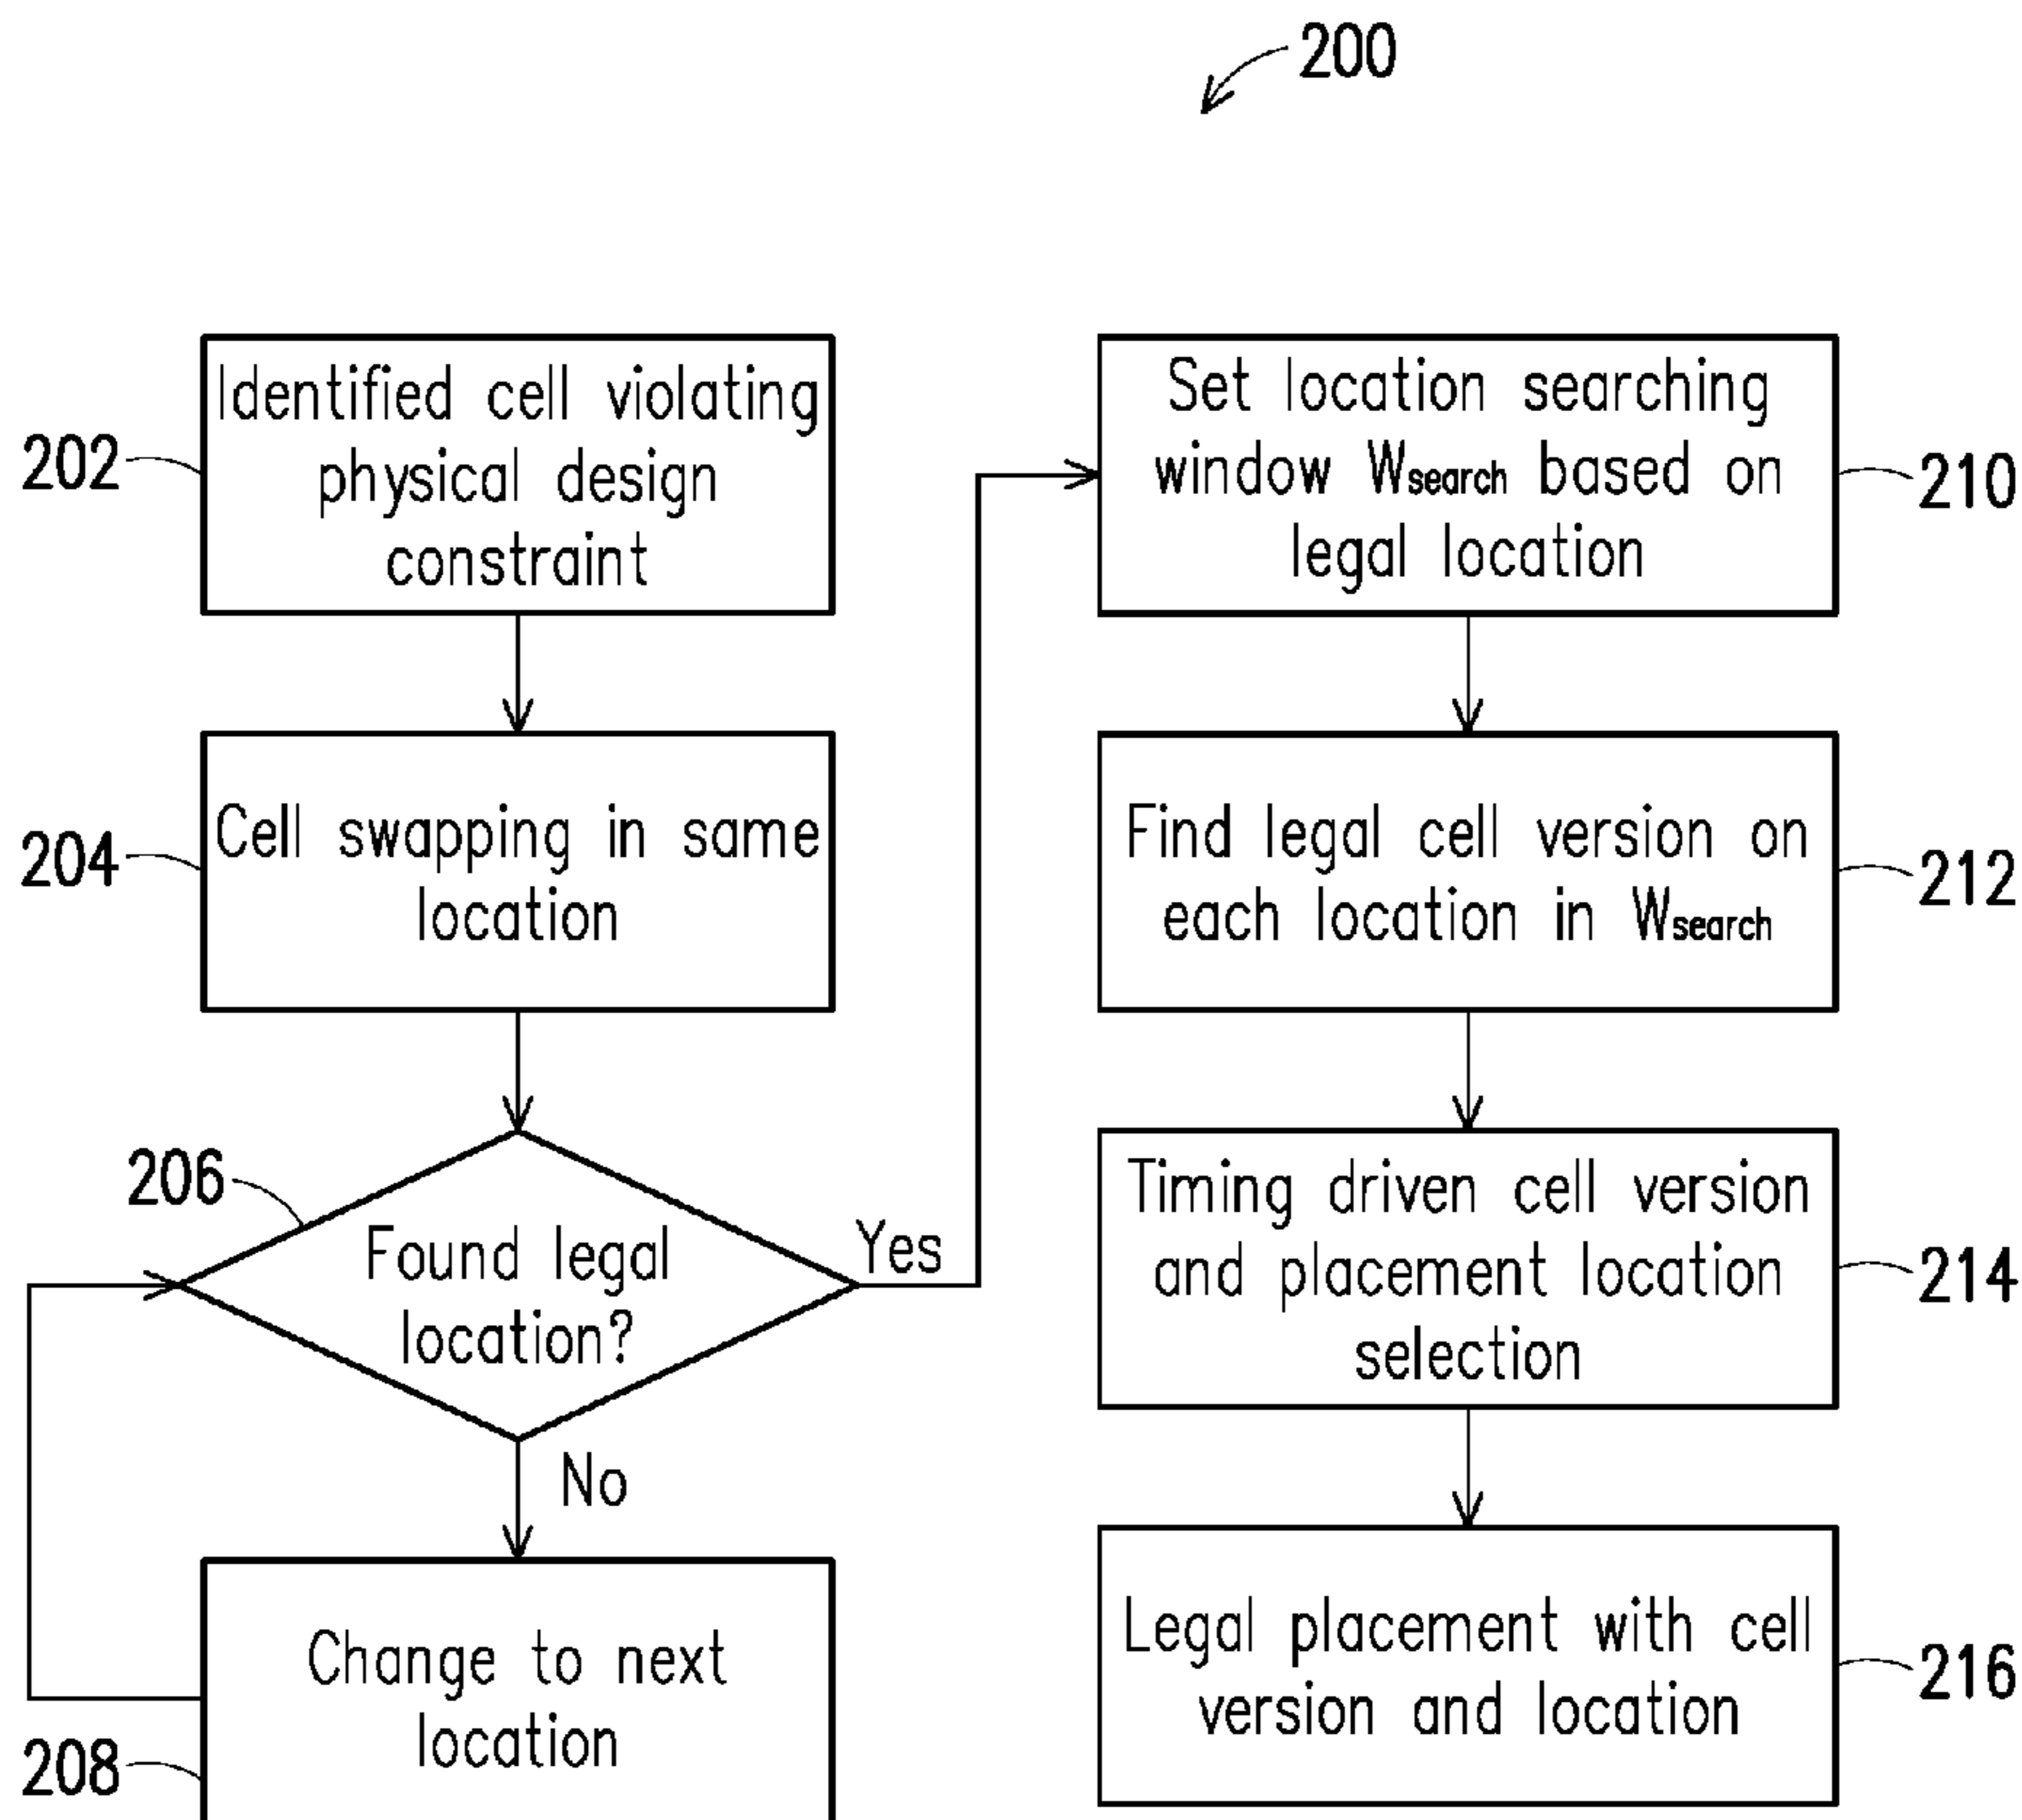 200
202
Identified cell violating
physical design
constraint
204
Cell swapping in same
location
206
Found legal
location?
Yes
No
208
Change to next
location
210
Set location searching
window Wsearch based on
legal location
212
Find legal cell version on
each location in Wsearch
214
Timing driven cell version
and placement location
selection
216
Legal placement with cell
version and location